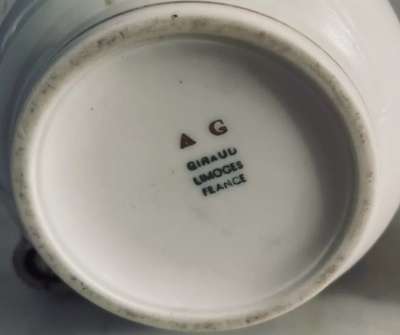 A G
GIRAUD
LIMOGES
FRANCE